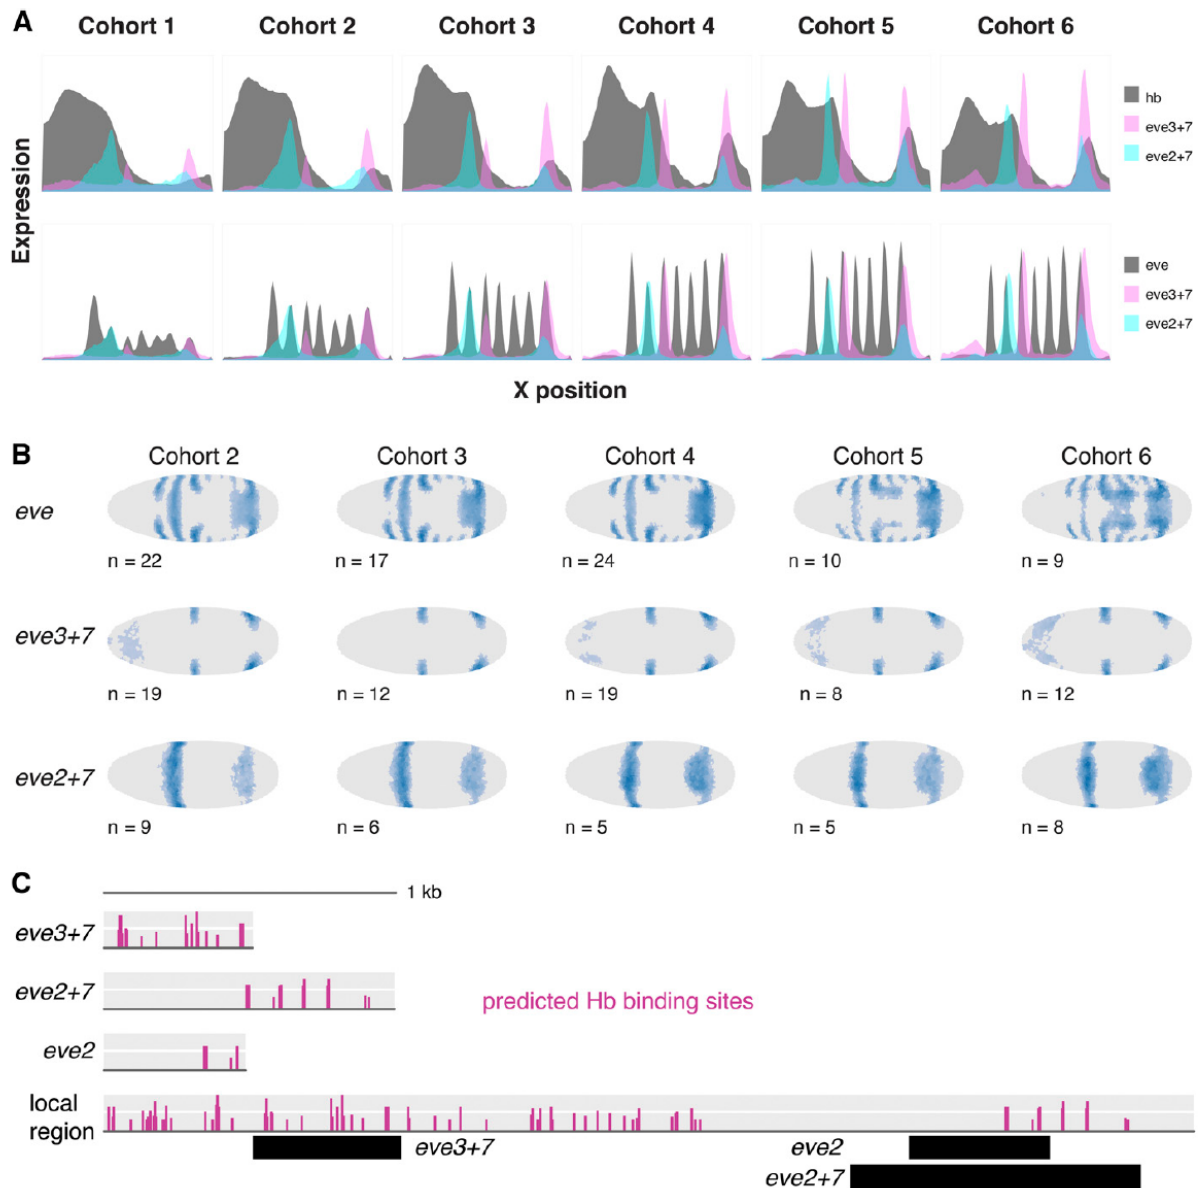 A
Cohort 1 Cohort 2 Cohort 3 Cohort 4 Cohort 5 Cohort 6
Expression
hb
eve3+7
eve2+7
eve
eve3+7
eve2+7
X position
B
Cohort 2 Cohort 3 Cohort 4 Cohort 5 Cohort 6
eve
n = 22 n = 17 n = 24 n = 10 n = 9
eve3+7
n = 19 n = 12 n = 19 n = 8 n = 12
eve2+7
n = 9 n = 6 n = 5 n = 5 n = 8
C
1 kb
eve3+7
eve2+7
predicted Hb binding sites
eve2
local
region
eve3+7 eve2
eve2+7